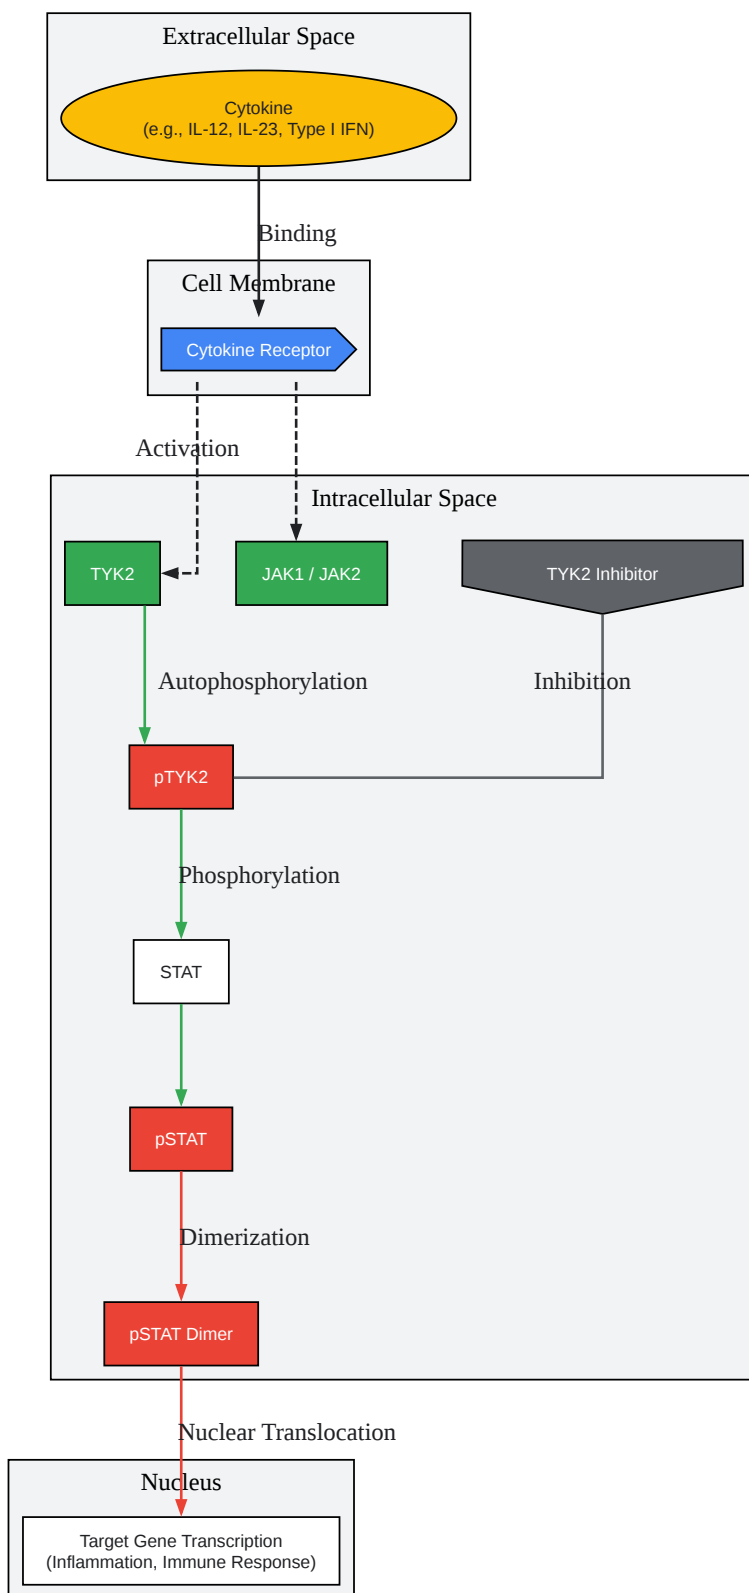 Extracellular Space
Cytokine
(e.g., IL-12, IL-23, Type I IFN)
Binding
Cell Membrane
Cytokine Receptor
Activation
Intracellular Space
TYK2
JAK1 / JAK2
TYK2 Inhibitor
Autophosphorylation
Inhibition
pTYK2
Phosphorylation
STAT
pSTAT
Dimerization
pSTAT Dimer
Nuclear Translocation
Nucleus
Target Gene Transcription
(Inflammation, Immune Response)